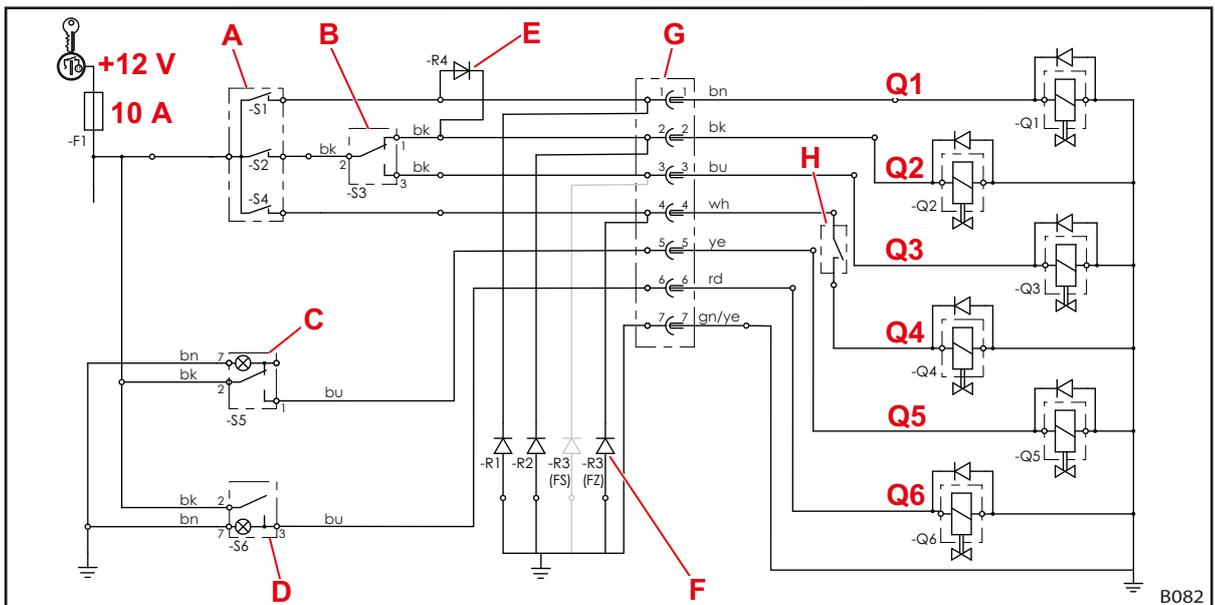 A
B
E
G
+12 V
-R4
Q1
10 A
-S1
1 1
bn
-Q1
-F1
bk
1
2 2
bk
-S2
bk
2
H
Q2
3 3
bu
bk
3
-S3
-S4
-Q2
4 4
wh
5 5
ye
Q3
6 6
rd
-Q3
C
7 7
gn/ye
Q4
bn
7
bk
2
-Q4
bu
1
Q5
-S5
-R1
-R2
-R3
(FS)
-R3
(FZ)
-Q5
bk
2
Q6
bn
7
bu
3
-S6
-Q6
D
F
B082